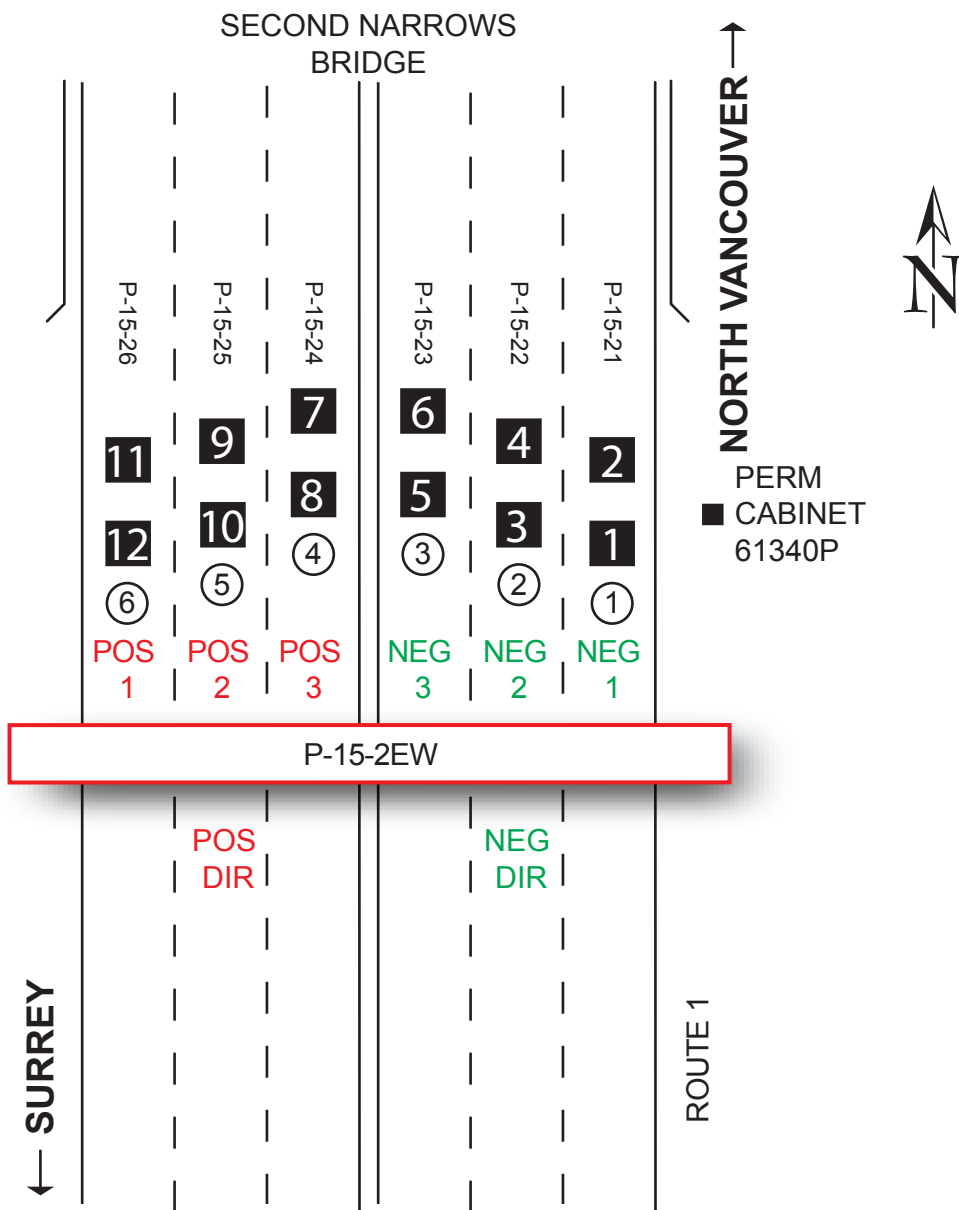 SECOND NARROWS
BRIDGE
NORTH VANCOUVER
N
P-15-26
P-15-25
P-15-24
P-15-23
P-15-22
P-15-21
7
6
11
9
4
2
8
5
12
10
3
1
PERM
CABINET
61340P
6
5
4
3
2
1
POS
1
POS
2
POS
3
NEG
3
NEG
2
NEG
1
P-15-2EW
POS
DIR
NEG
DIR
SURREY
ROUTE 1